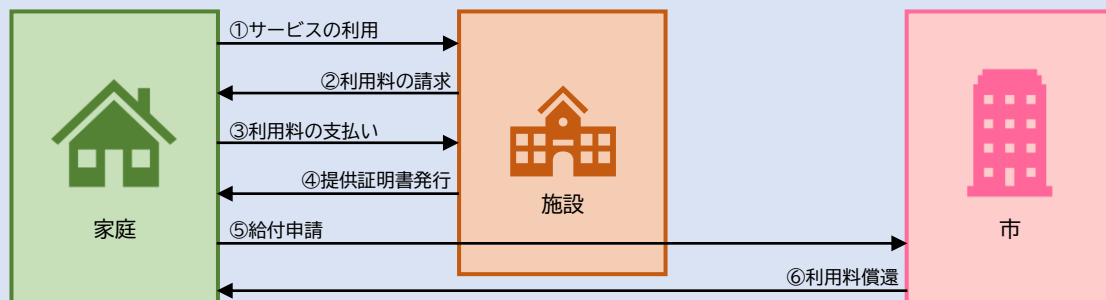 ①サービスの利用
②利用料の請求
③利用料の支払い
④提供証明書発行
施設
家庭
⑤給付申請
市
⑥利用料償還